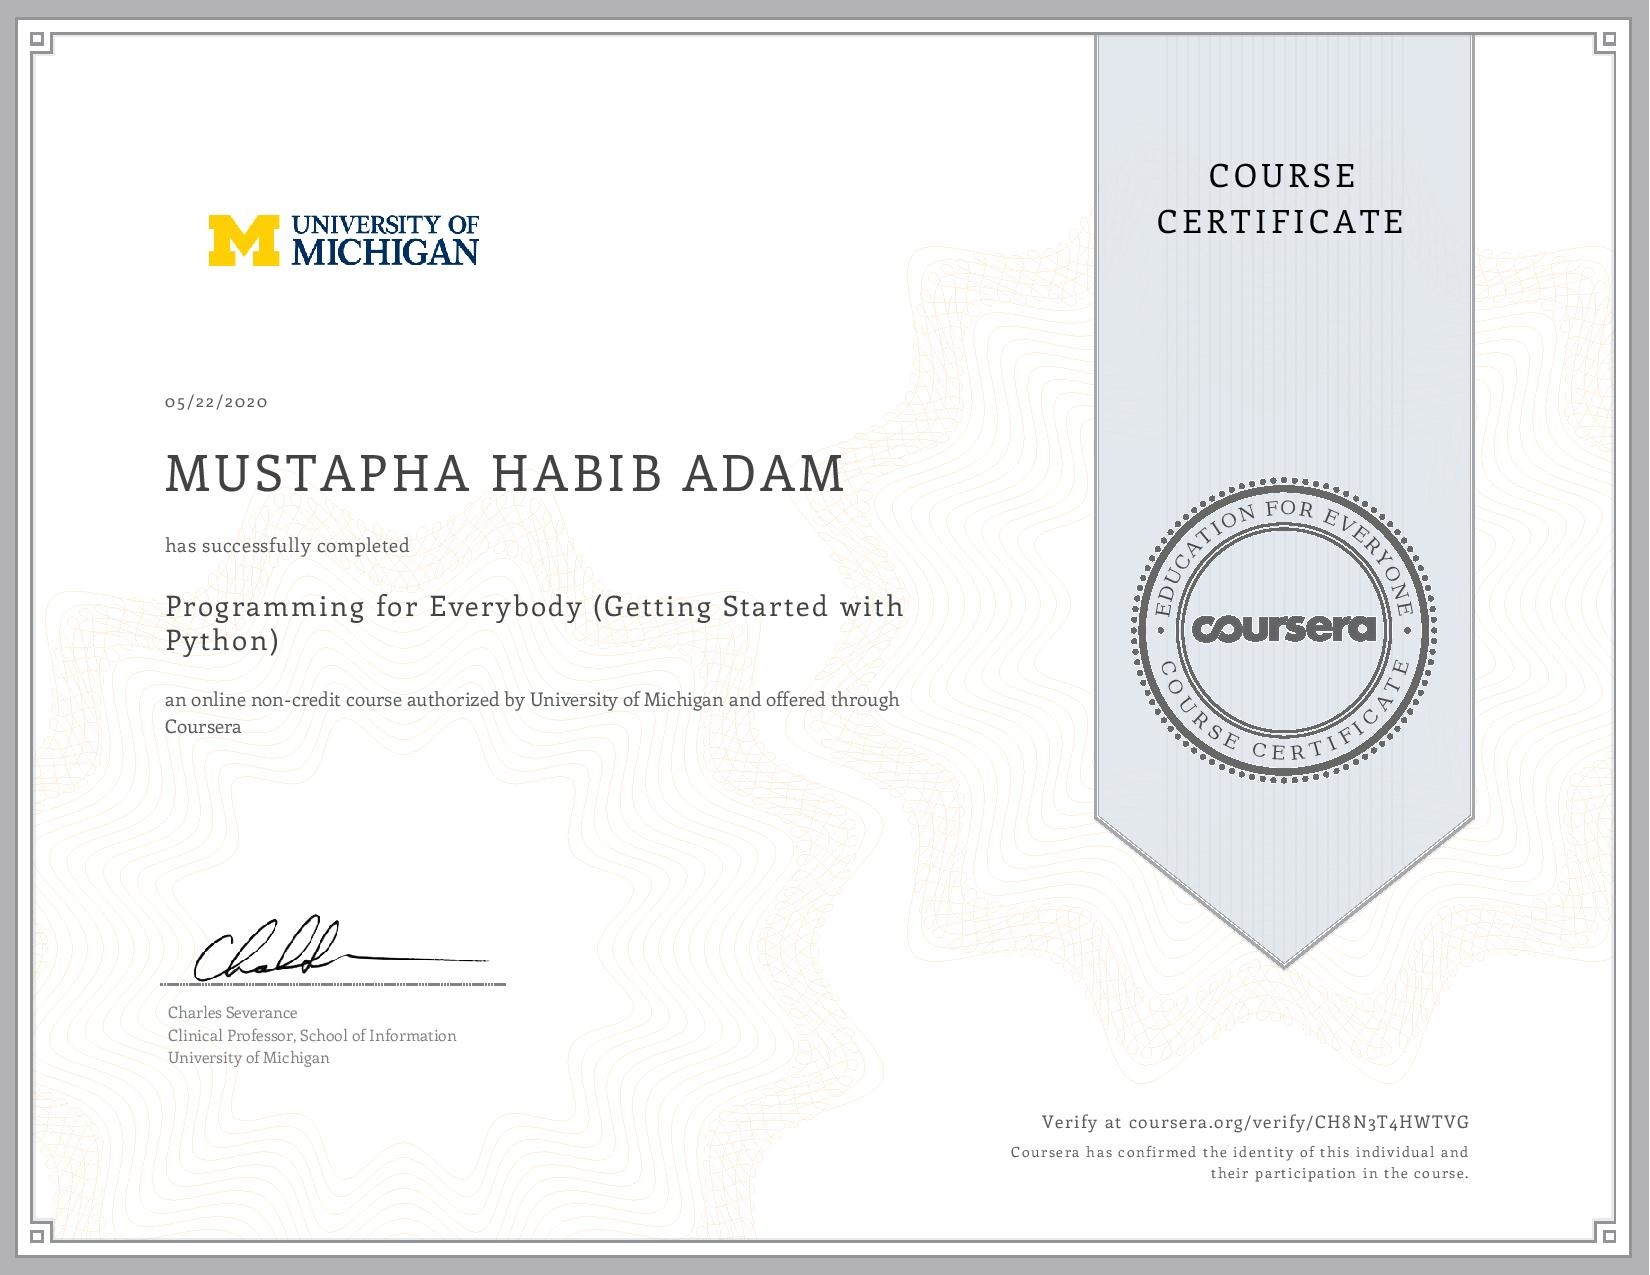 UNIVERSITY OF
MICHIGAN
COURSE
CERTIFICATE
05/22/2020
MUSTAPHA HABIB ADAM
has successfully completed
Programming for Everybody (Getting Started with
Python)
an online non-credit course authorized by University of Michigan and offered through
Coursera
EDUCATION FOR EVERYONE
coursera
COURSE CERTIFICATE
Charles Severance
Clinical Professor, School of Information
University of Michigan
Verify at coursera.org/verify/CH8N3T4HWTVG
Coursera has confirmed the identity of this individual and
their participation in the course.